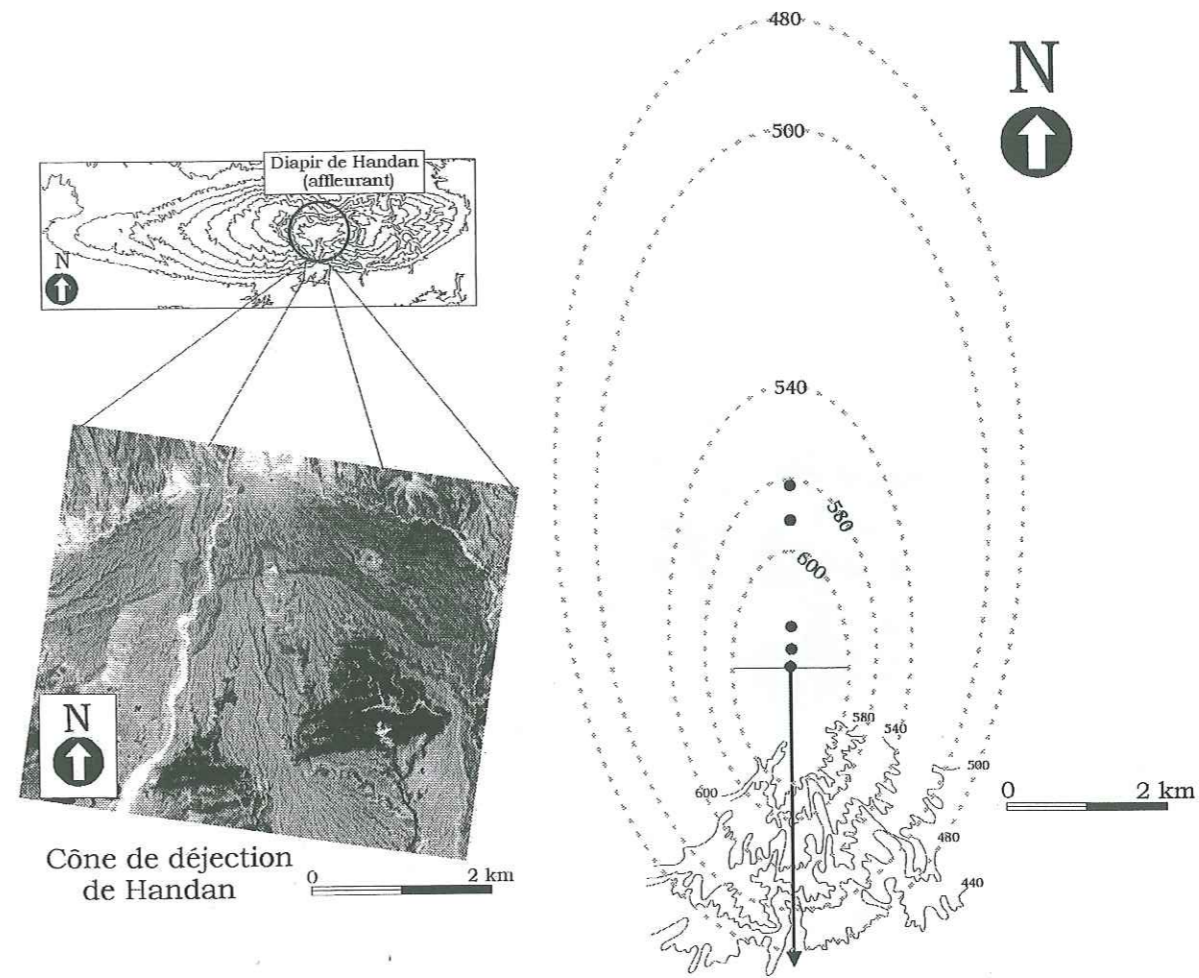 480
N
500
Diapir de Handan
(affleurant)
N
540
580
600
N
580
540
500
600
0 2 km
480
440
Cône de déjection
de Handan
0 2 km